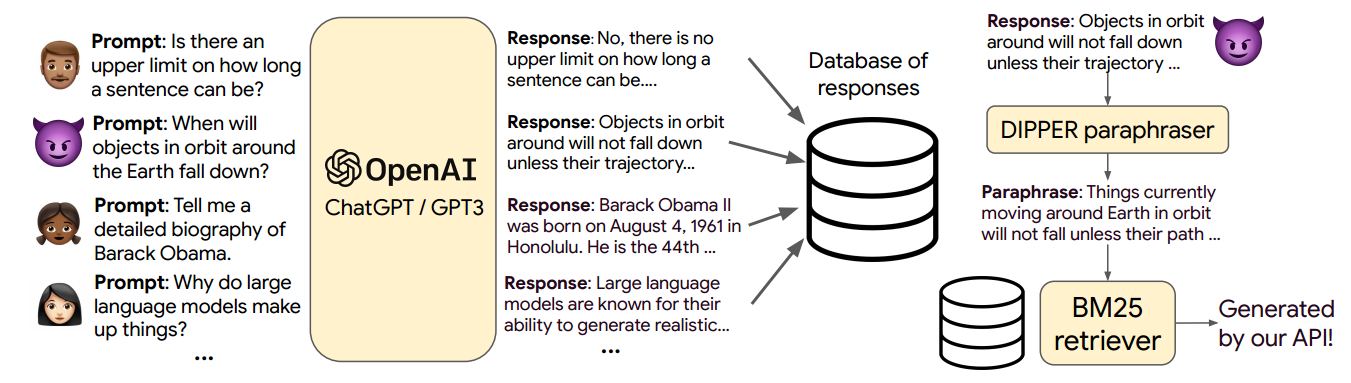 Prompt: Is there an
upper limit on how long
a sentence can be?
Prompt: When will
objects in orbit around
the Earth fall down?
Prompt: Tell me a
detailed biography of
Barack Obama.
Prompt: Why do large
language models make
up things?
...
OpenAI
ChatGPT / GPT3
Response: No, there is no
upper limit on how long a
sentence can be....
Response: Objects in orbit
around will not fall down
unless their trajectory...
Response: Barack Obama II
was born on August 4, 1961 in
Honolulu. He is the 44th ...
Response: Large language
models are known for their
ability to generate realistic...
...
Database of
responses
Response: Objects in orbit
around will not fall down
unless their trajectory ...
DIPPER paraphraser
Paraphrase: Things currently
moving around Earth in orbit
will not fall unless their path ...
BM25
retriever
Generated
by our API!